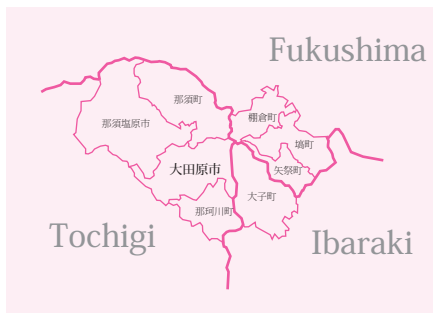 Fukushima
那須町
棚倉町
那須塩原市
塙町
大田原市
矢祭町
大子町
那珂川町
Tochigi
Ibaraki